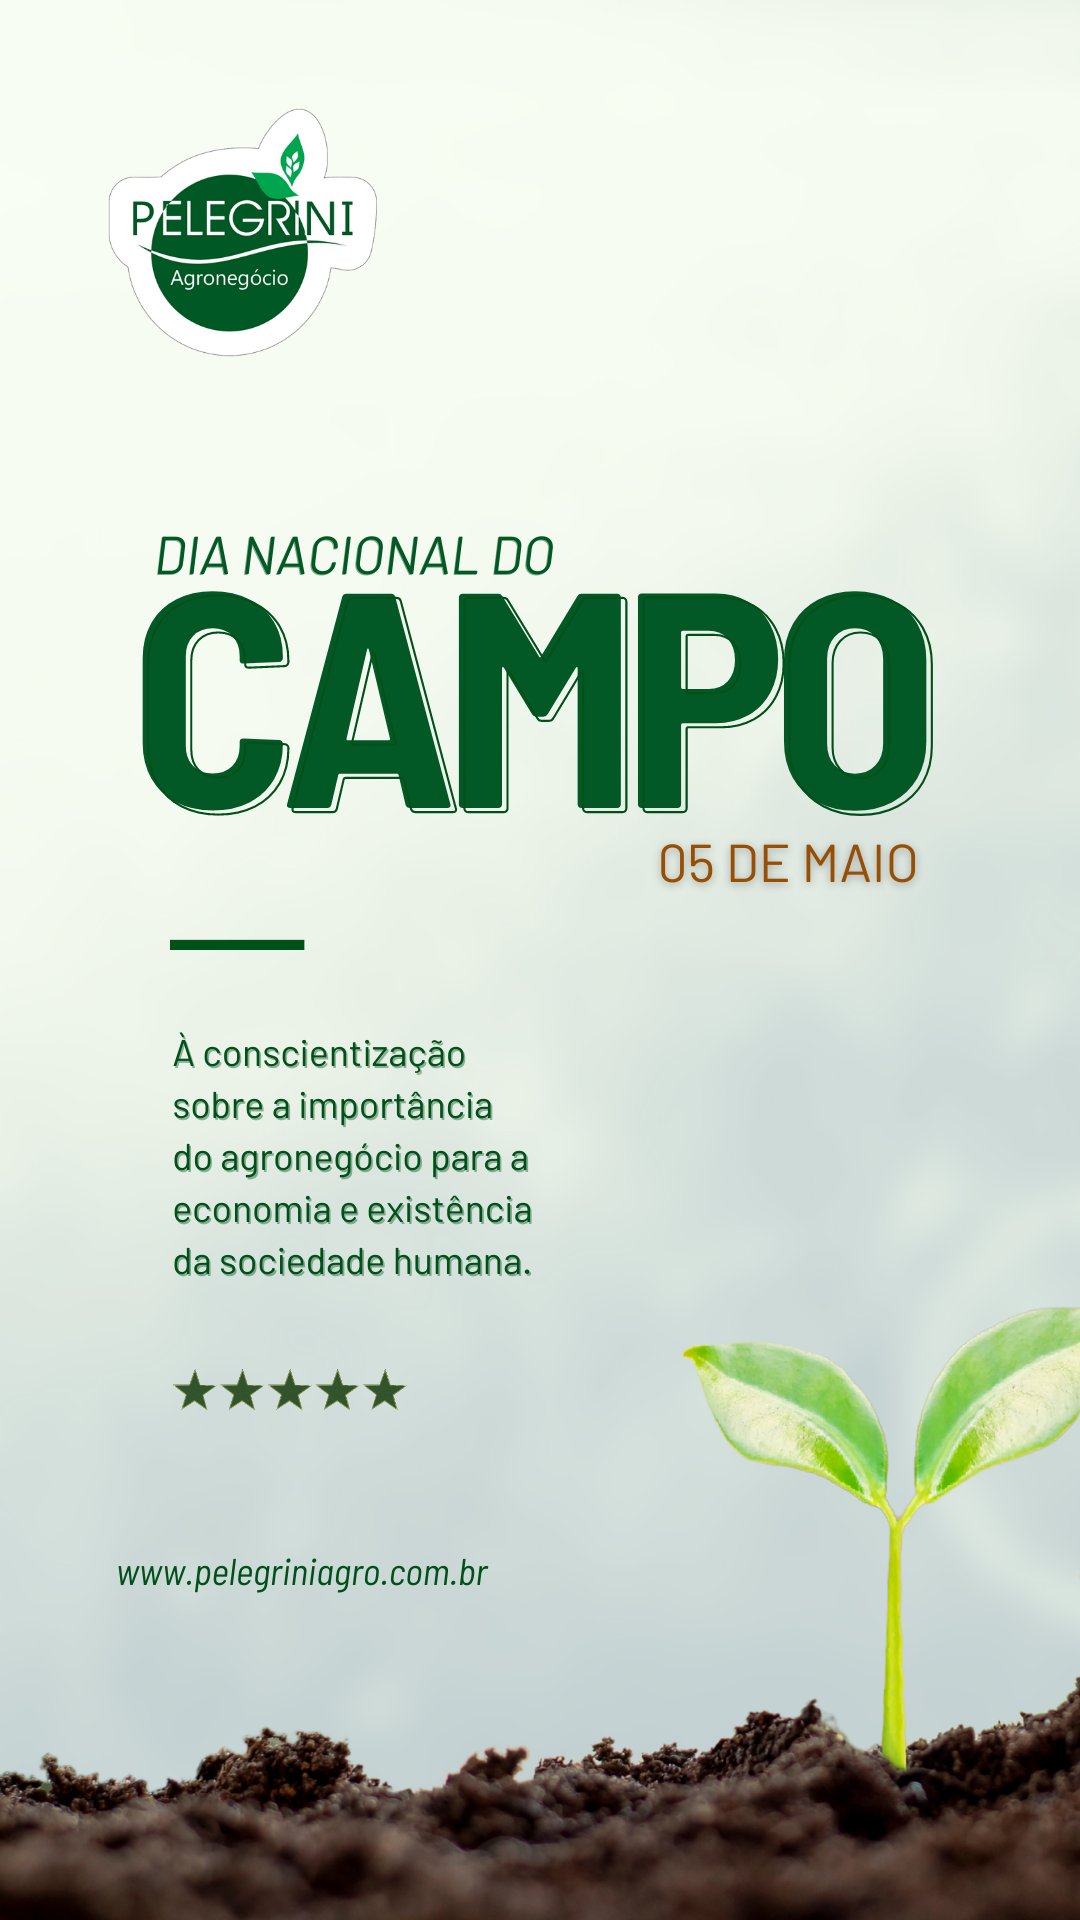 PELEGRINI
Agronegócio
DIA NACIONAL DO
CAMPO
05 DE MAIO
À conscientização
sobre a importância
do agronegócio para a
economia e existência
da sociedade humana.
www.pelegriniagro.com.br